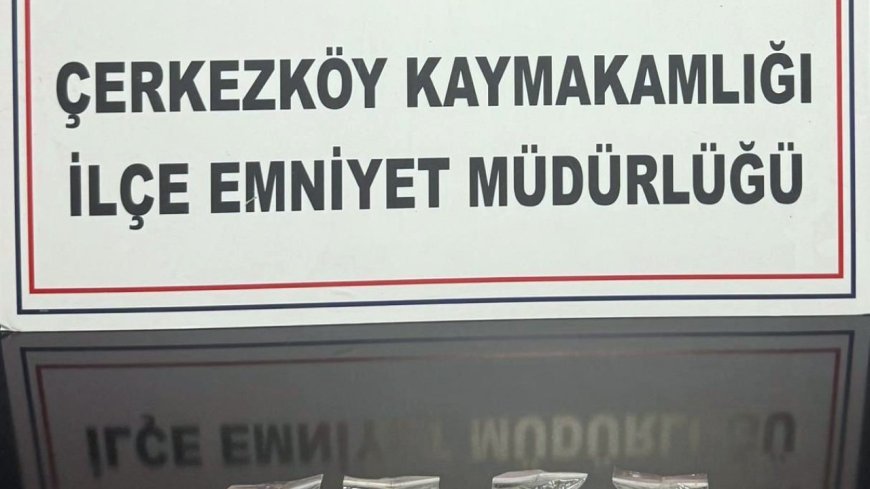 ÇERKEZKÖY KAYMAKAMLIĞI
İLÇE EMNİYET MÜDÜRLÜĞÜ